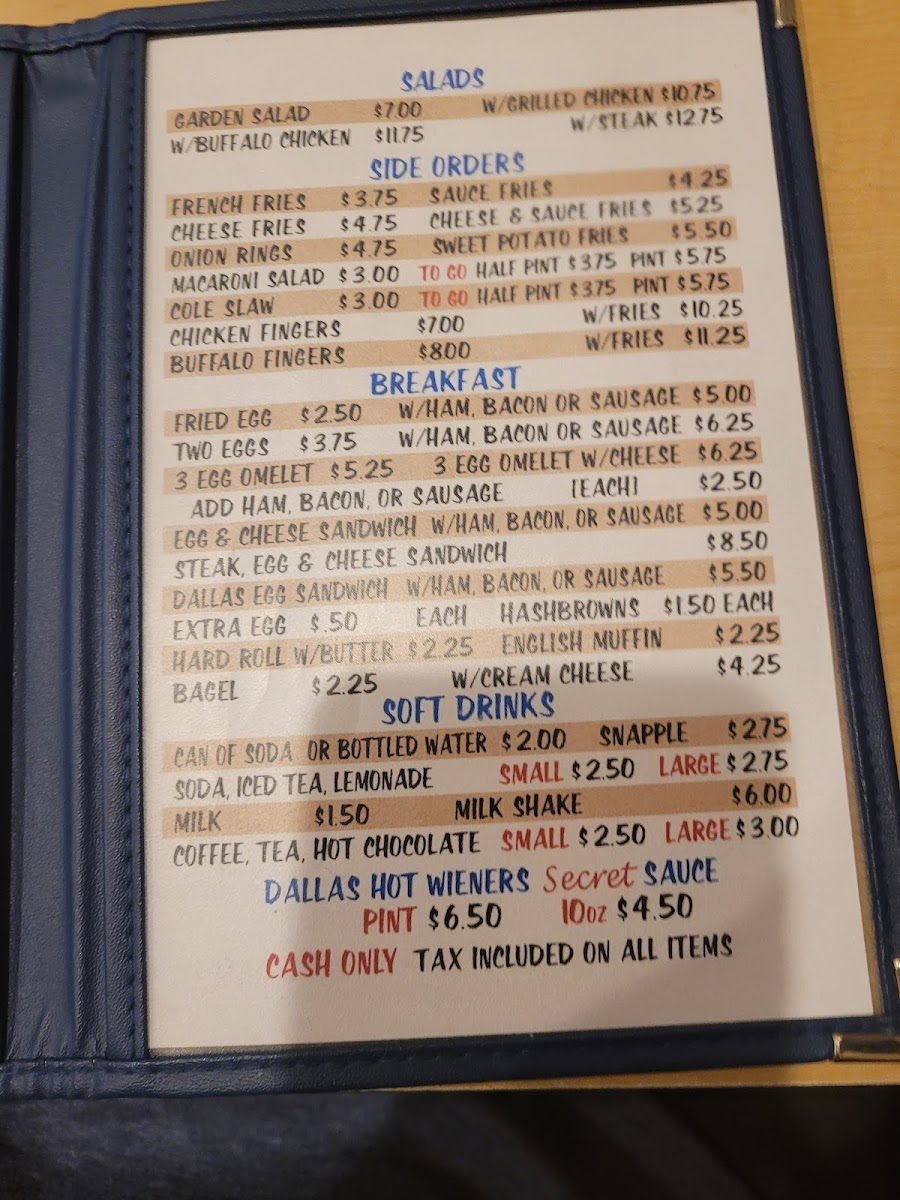 SALADS
GARDEN SALAD $7.00 W/GRILLED CHICKEN $10.75
W/BUFFALO CHICKEN $11.75 W/STEAK $12.75
SIDE ORDERS
FRENCH FRIES $3.75 SAUCE FRIES $4.25
CHEESE FRIES $4.75 CHEESE & SAUCE FRIES $5.25
ONION RINGS $4.75 SWEET POTATO FRIES $5.50
MACARONI SALAD $3.00 TO GO HALF PINT $3.75 PINT $5.75
COLE SLAW $3.00 TO GO HALF PINT $3.75 PINT $5.75
CHICKEN FINGERS $7.00 W/FRIES $10.25
BUFFALO FINGERS $8.00 W/FRIES $11.25
BREAKFAST
FRIED EGG $2.50 W/HAM, BACON OR SAUSAGE $5.00
TWO EGGS $3.75 W/HAM, BACON OR SAUSAGE $6.25
3 EGG OMELET $5.25 3 EGG OMELET W/CHEESE $6.25
ADD HAM, BACON, OR SAUSAGE [EACH] $2.50
EGG & CHEESE SANDWICH W/HAM, BACON, OR SAUSAGE $5.00
STEAK, EGG & CHEESE SANDWICH $8.50
DALLAS EGG SANDWICH W/HAM, BACON, OR SAUSAGE $5.50
EXTRA EGG $.50 EACH HASHBROWNS $1.50 EACH
HARD ROLL W/BUTTER $2.25 ENGLISH MUFFIN $2.25
BAGEL $2.25 W/CREAM CHEESE $4.25
SOFT DRINKS
CAN OF SODA OR BOTTLED WATER $2.00 SNAPPLE $2.75
SODA, ICED TEA, LEMONADE SMALL $2.50 LARGE $2.75
MILK $1.50 MILK SHAKE $6.00
COFFEE, TEA, HOT CHOCOLATE SMALL $2.50 LARGE $3.00
DALLAS HOT WIENERS Secret SAUCE
PINT $6.50 10oz $4.50
CASH ONLY TAX INCLUDED ON ALL ITEMS